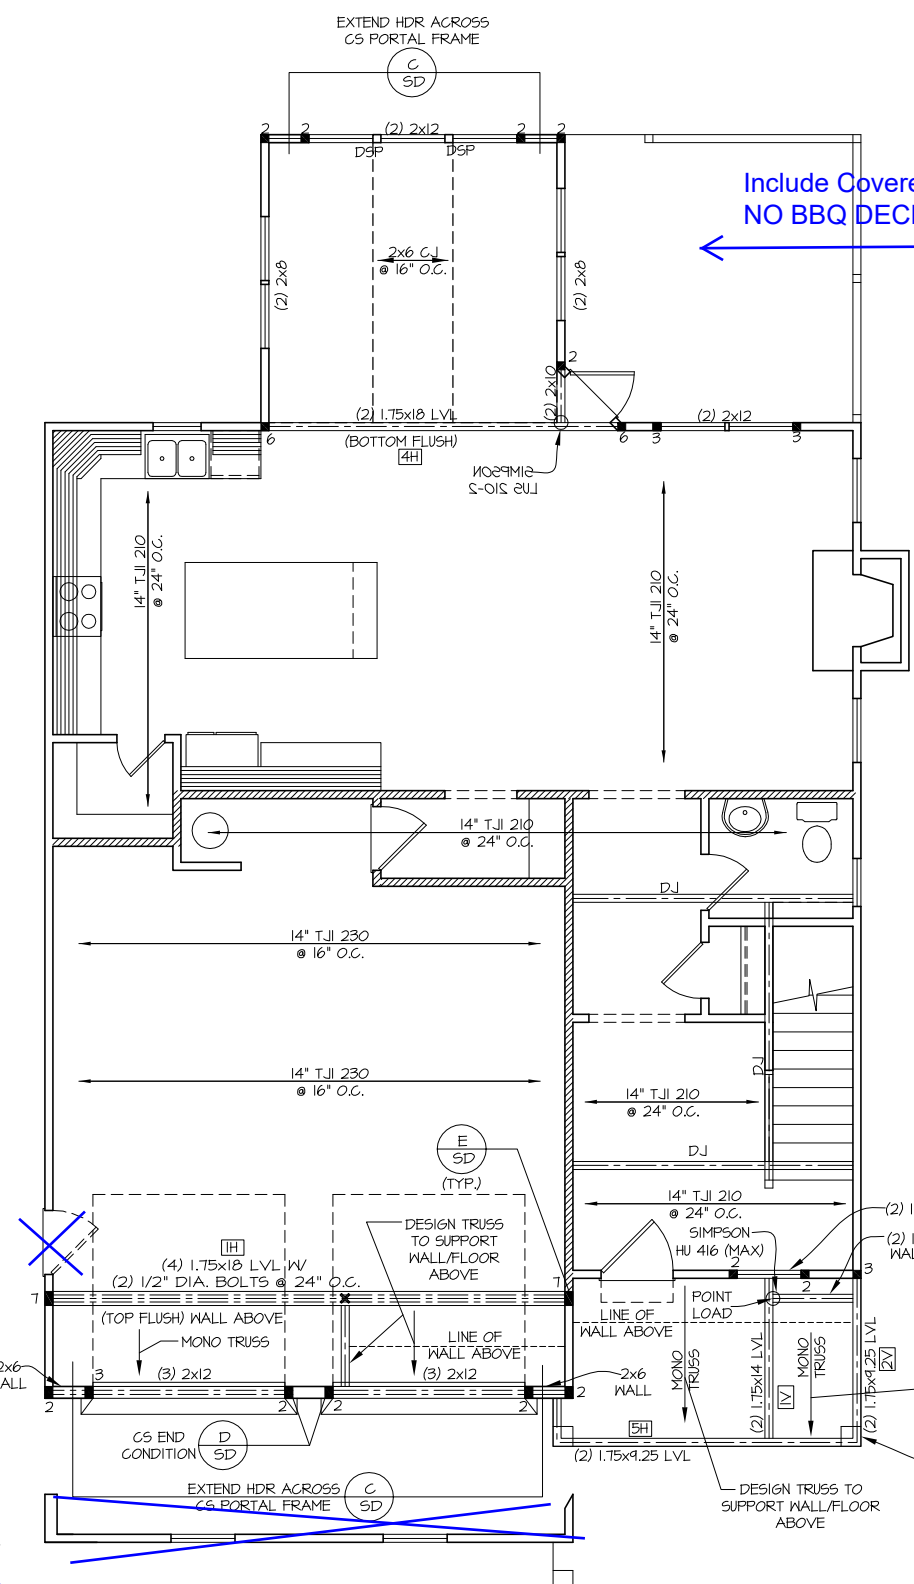 EXTEND HDR ACROSS
CS PORTAL FRAME
C
SD
2
2
(2) 2x12
2
2
DSP
DSP
Include Covere
NO BBQ DECK
2x6 CJ
@ 16" O.C.
(2) 2x8
(2) 2x8
2
(2) 2x10
(2) 1.75x18 LVL
(2) 2x12
6
(BOTTOM FLUSH)
6
3
3
4H
SIMPSON
LUS 210-2
14" TJI 210
@ 24" O.C.
14" TJI 210
@ 24" O.C.
14" TJI 210
@ 24" O.C.
DJ
14" TJI 230
@ 16" O.C.
14" TJI 230
@ 16" O.C.
DJ
14" TJI 210
@ 24" O.C.
E
SD
(TYP.)
DJ
14" TJI 210
@ 24" O.C.
DESIGN TRUSS
TO SUPPORT
WALL/FLOOR
ABOVE
SIMPSON
HU 416 (MAX)
(2) 1
(2) 1
WAL
1H
(4) 1.75x18 LVL W/
(2) 1/2" DIA. BOLTS @ 24" O.C.
2
2
3
7
7
POINT
LOAD
(TOP FLUSH) WALL ABOVE
LINE OF
WALL ABOVE
MONO TRUSS
LINE OF
WALL ABOVE
MONO
TRUSS
(2) 1.75x14 LVL
1V
MONO
TRUSS
(2) 1.75x9.25 LVL
2V
2x6
ALL
3
(3) 2x12
(3) 2x12
2x6
WALL
2
2
2
2
2
5H
(2) 1.75x9.25 LVL
CS END
CONDITION
D
SD
EXTEND HDR ACROSS
CS PORTAL FRAME
C
SD
DESIGN TRUSS TO
SUPPORT WALL/FLOOR
ABOVE